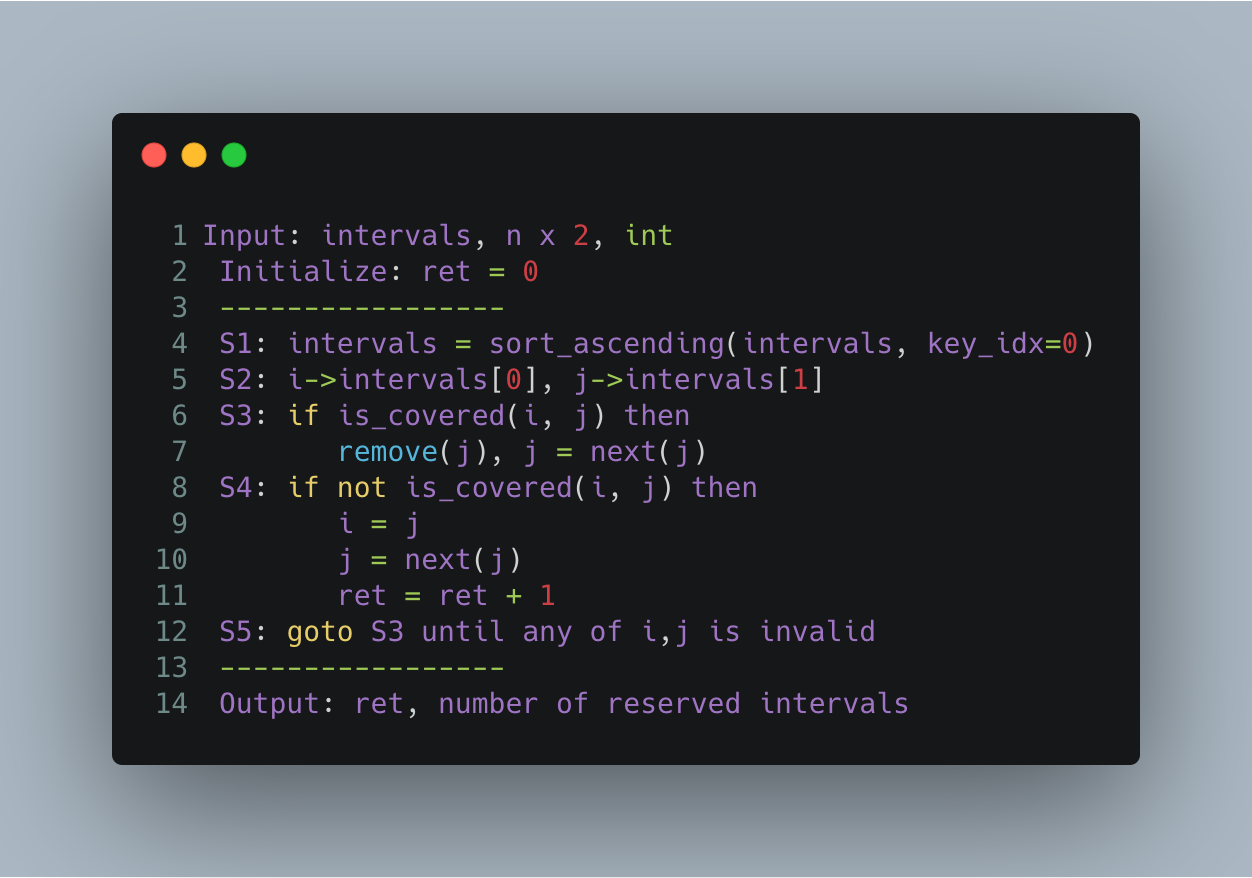 1 Input: intervals, n x 2, int
2 Initialize: ret = 0
3 -----------------
4 S1: intervals = sort_ascending(intervals, key_idx=0)
5 S2: i->intervals[0], j->intervals[1]
6 S3: if is_covered(i, j) then
7        remove(j), j = next(j)
8 S4: if not is_covered(i, j) then
9        i = j
10        j = next(j)
11        ret = ret + 1
12 S5: goto S3 until any of i,j is invalid
13 -----------------
14 Output: ret, number of reserved intervals